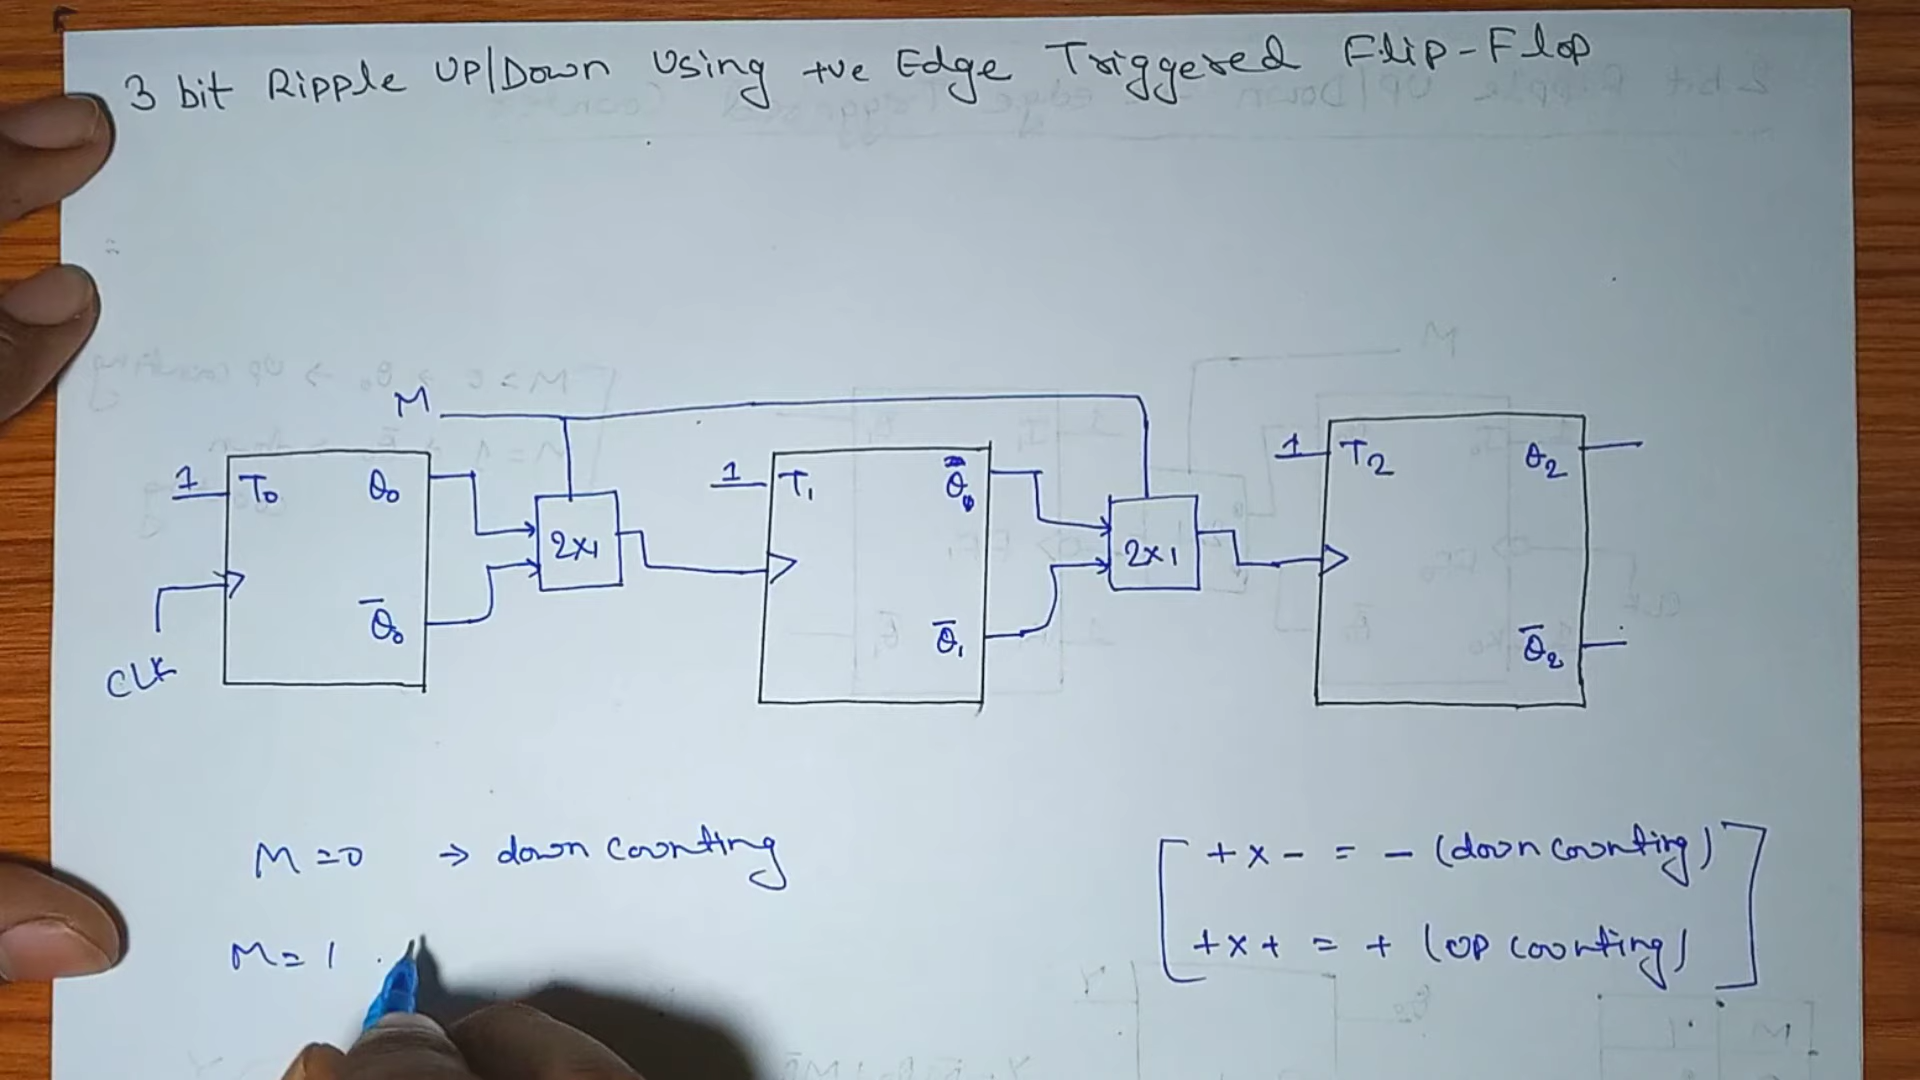 3 bit Ripple UP/Down Using +ve Edge Triggered Flip-Flop
M
1 T0 Q0
1 T1 Q̅0
1 T2 Q2
2x1
2x1
CLK
Q̅0
Q̅1
Q̅2
M=0 → down counting
M=1
+ x - = - (down counting)
+ x + = + (up counting)